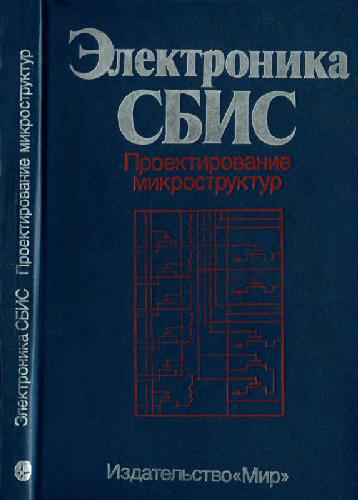 Электроника СБИС Проектирование микроструктур
Электроника
СБИС
Проектирование
микроструктур
Издательство«Мир»